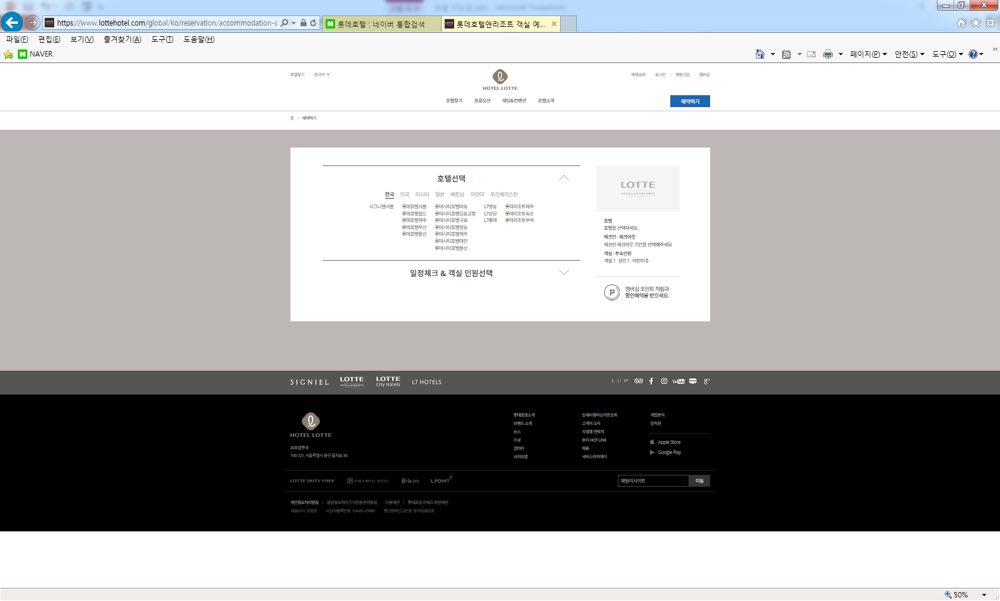 https://www.lottehotel.com/global/ko/reservation/accommodation-s
롯데호텔 : 네이버 통합검색
롯데호텔앤리조트 객실 예...
파일(F) 편집(E) 보기(V) 즐겨찾기(A) 도구(T) 도움말(H)
NAVER
페이지(P) 안전(S) 도구(O)
호텔찾기 한국어
HOTEL LOTTE
예약조회 로그인 회원가입 멤버십
호텔찾기 프로모션 웨딩&컨벤션 호텔소개
예약하기
홈 / 예약하기
호텔선택
한국 미국 러시아 일본 베트남 미얀마 우즈베키스탄
시그니엘서울 롯데호텔서울 롯데시티호텔마포 L7명동 롯데리조트제주
롯데호텔월드 롯데시티호텔김포공항 L7강남 롯데리조트속초
롯데호텔제주 롯데시티호텔구로 L7홍대 롯데리조트부여
롯데호텔부산 롯데시티호텔명동
롯데호텔울산 롯데시티호텔제주
롯데시티호텔대전
롯데시티호텔울산
일정체크 & 객실 인원선택
LOTTE
HOTELS & RESORTS
호텔
호텔을 선택하세요.
체크인 - 체크아웃
체크인 체크아웃 기간을 선택해주세요
객실 - 투숙인원
객실 1 성인 1 , 어린이 0
P
멤버십 포인트 적립과
할인혜택을 받으세요.
SIGNIEL
LOTTE
HOTELS & RESORTS
LOTTE
City Hotels
L7 HOTELS
HOTEL LOTTE
㈜호텔롯데
100-721, 서울특별시 중구 을지로 30
롯데호텔소개 트레비멤버십쿠폰조회 개발문의
브랜드 소개 고객의 소리 임직원
뉴스 지점별 연락처
수상 윤리 HOT LINE
갤러리 채용
사이트맵 서비스아카데미
Apple Store
Google Play
LOTTE DUTY FREE
RIHGA ROYAL HOTELS
L.POINT
패밀리사이트 이동
개인정보처리방침 영상정보처리기기운영·관리방침 이용약관 롯데호텔 리워즈 회원약관
대표이사 김정환 사업자등록번호 104-81-25980 통신판매신고번호 중구02802호
50%